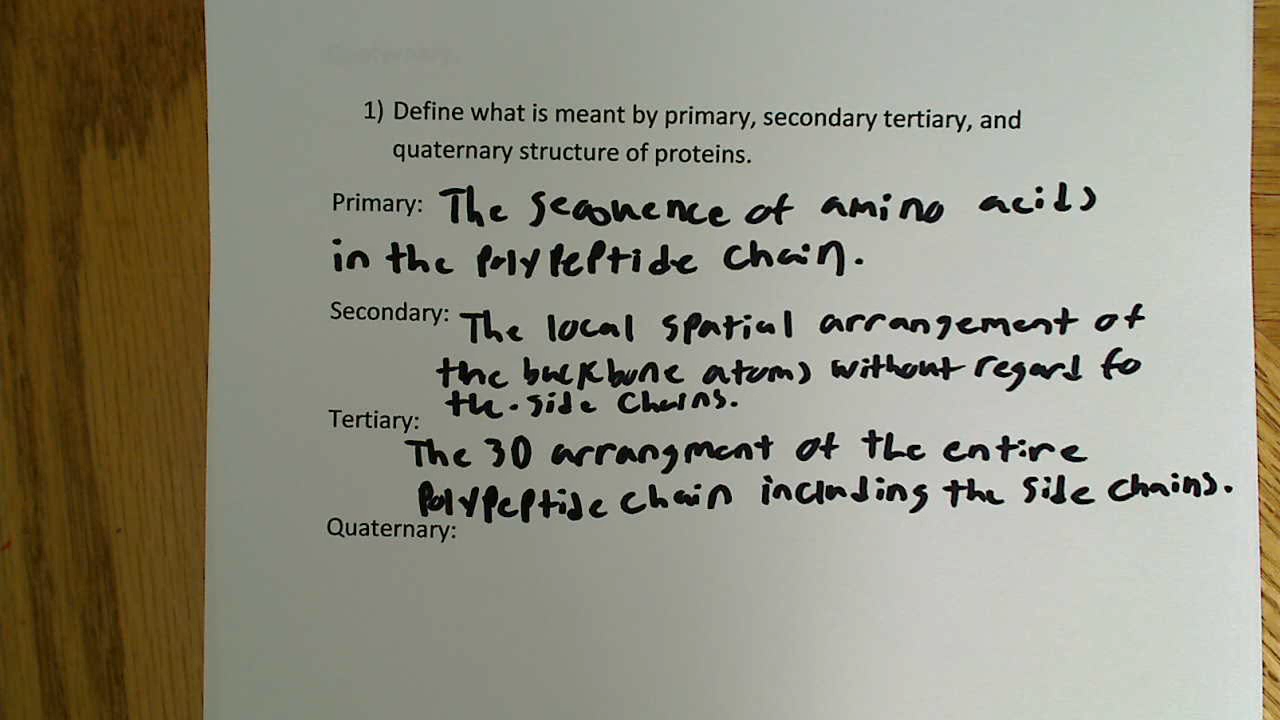 1) Define what is meant by primary, secondary tertiary, and
quaternary structure of proteins.
Primary: The seqouence of amino acids
in the polypeptide chain.
Secondary: The local spatial arrangement of
the backbone atoms without regard to
the side chains.
Tertiary:
The 3D arrangment of the entire
polypeptide chain including the side chains.
Quaternary: